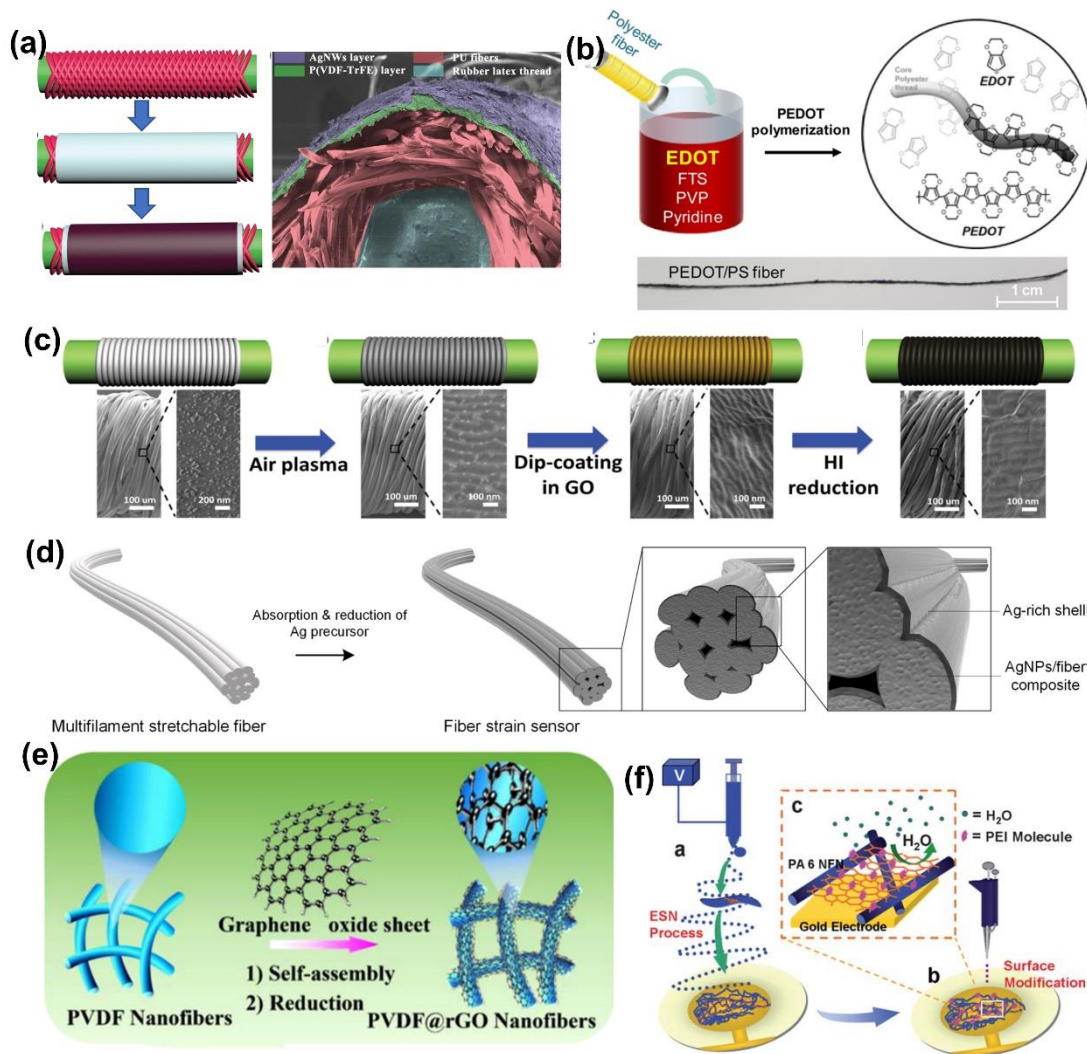 (a)
AgNWs layer
PU fibers
P(VDF-TrFE) layer
Rubber latex thread
(b)
Polyester
fiber
EDOT
FTS
PVP
Pyridine
PEDOT
polymerization
Core
Polyester
thread
EDOT
PEDOT
n
PEDOT/PS fiber
1 cm
(c)
100 um
200 nm
Air plasma
100 um
100nm
Dip-coating
in GO
100 um
100 nm
HI
reduction
100 um
100 nm
(d)
Absorption & reduction of
Ag precursor
Ag-rich shell
AgNPs/fiber
composite
Multifilament stretchable fiber
Fiber strain sensor
(e)
Graphene oxide sheet
1) Self-assembly
2) Reduction
PVDF Nanofibers
PVDF@rGO Nanofibers
(f)
V
a
ESN
Process
c
= H₂O
= PEI Molecule
H₂O
PA 6 NFN
Gold Electrode
b
Surface
Modification